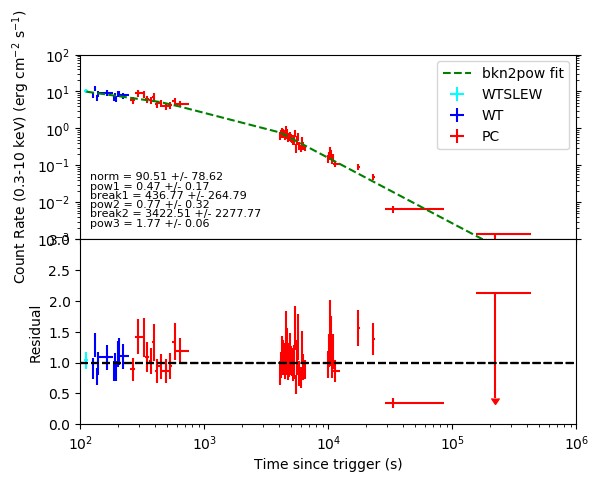 Count Rate (0.3-10 keV) (erg cm⁻² s⁻¹)
10²
10¹
10⁰
10⁻¹
10⁻²
10⁻³
bkn2pow fit
WTSLEW
WT
PC
norm = 90.51 +/- 78.62
pow1 = 0.47 +/- 0.17
break1 = 436.77 +/- 264.79
pow2 = 0.77 +/- 0.32
break2 = 3422.51 +/- 2277.77
pow3 = 1.77 +/- 0.06
Residual
3.0
2.5
2.0
1.5
1.0
0.5
0.0
10² 10³ 10⁴ 10⁵ 10⁶
Time since trigger (s)